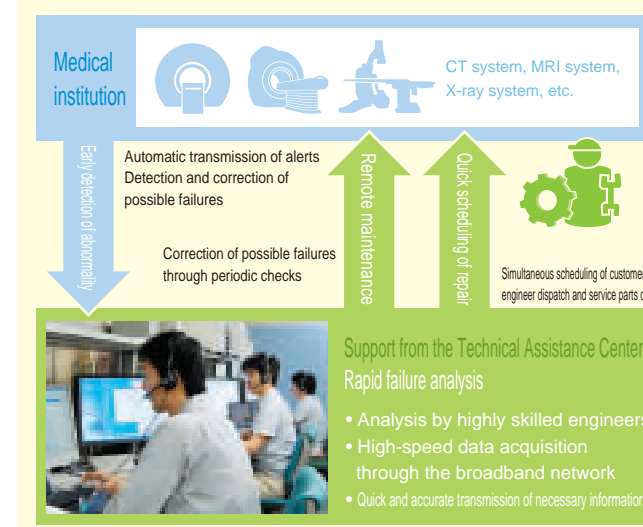 Medical
institution
CT system, MRI system,
X-ray system, etc.
Early detection of abnormality
Automatic transmission of alerts
Detection and correction of
possible failures
Correction of possible failures
through periodic checks
Remote maintenance
Quick scheduling of repair
Simultaneous scheduling of customer
engineer dispatch and service parts
Support from the Technical Assistance Center
Rapid failure analysis
• Analysis by highly skilled engineers
• High-speed data acquisition
through the broadband network
• Quick and accurate transmission of necessary information